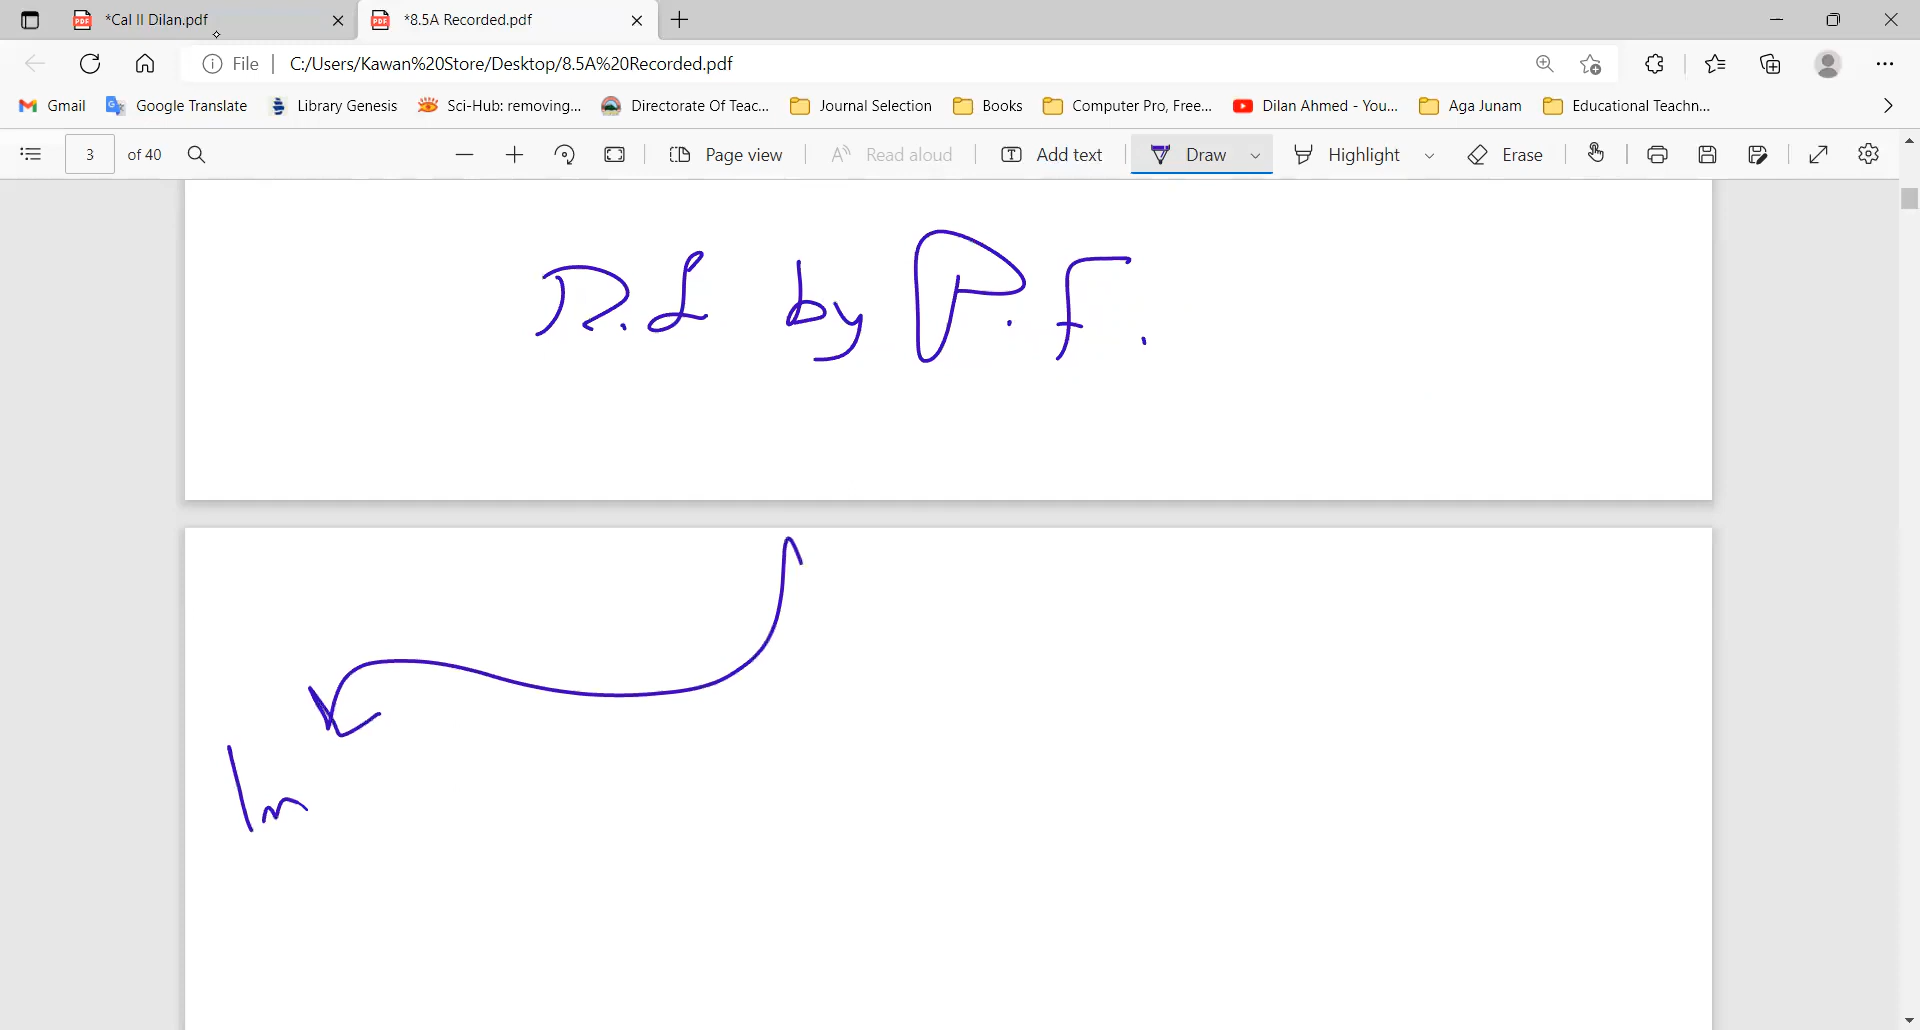 *Cal II Dilan.pdf
*8.5A Recorded.pdf
File C:/Users/Kawan%20Store/Desktop/8.5A%20Recorded.pdf
Gmail Google Translate Library Genesis Sci-Hub: removing... Directorate Of Teac... Journal Selection Books Computer Pro, Free... Dilan Ahmed - You... Aga Junam Educational Teachn...
3 of 40 Page view Read aloud Add text Draw Highlight Erase
R.L by P.F.
Im